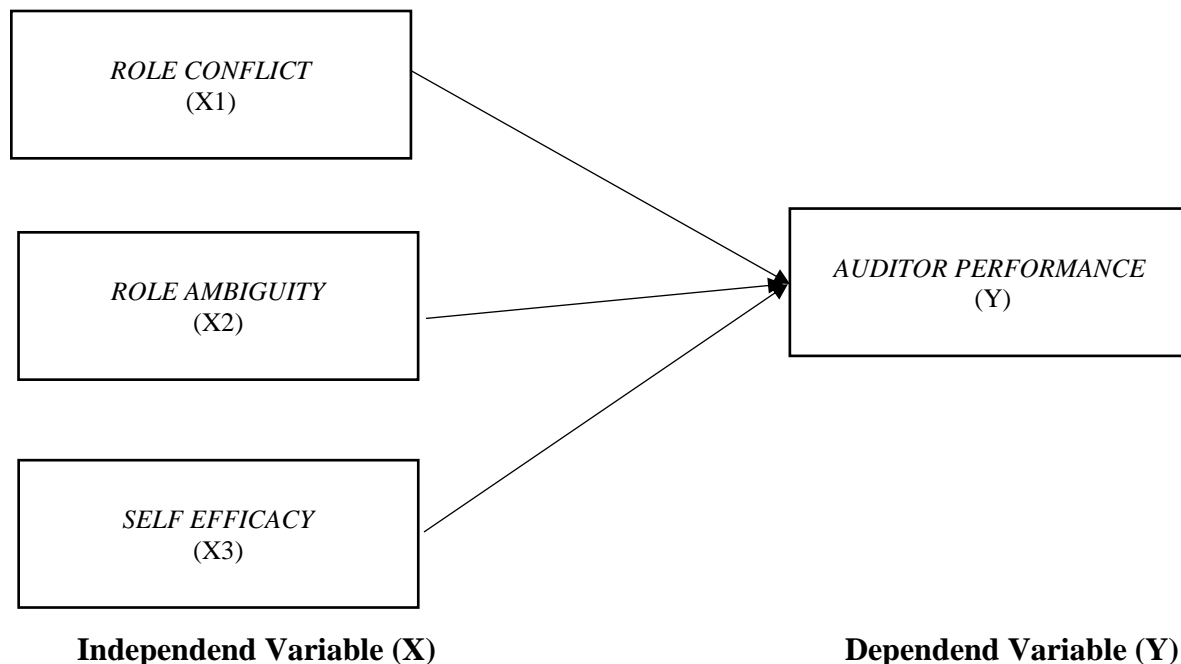 ROLE CONFLICT
(X1)
ROLE AMBIGUITY
(X2)
SELF EFFICACY
(X3)
AUDITOR PERFORMANCE
(Y)
Independend Variable (X)
Dependend Variable (Y)